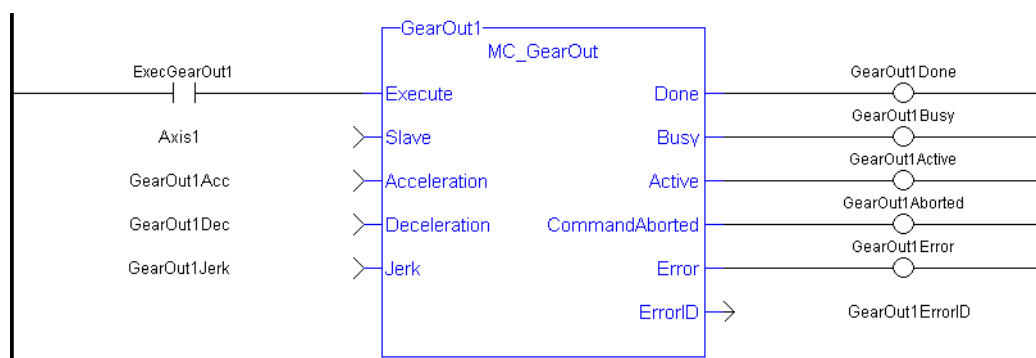 GearOut1
MC_GearOut
ExecGearOut1
Execute
Done
GearOut1Done
Axis1
Slave
Busy
GearOut1Busy
GearOut1Acc
Acceleration
Active
GearOut1Active
GearOut1Dec
Deceleration
CommandAborted
GearOut1Aborted
GearOut1Jerk
Jerk
Error
GearOut1Error
ErrorID
GearOut1ErrorID